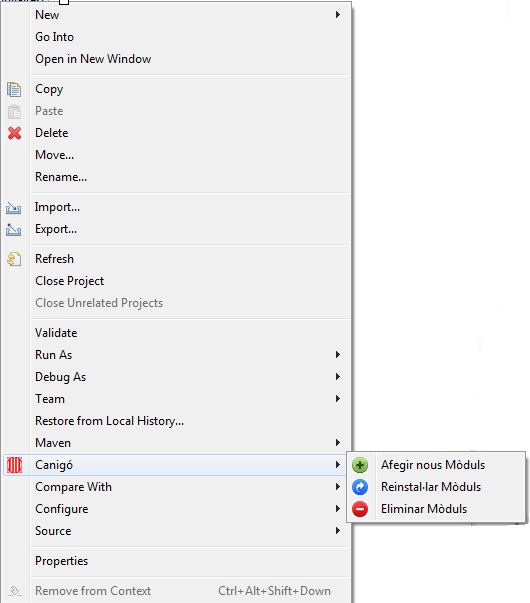 New
Go Into
Open in New Window
Copy
Paste
Delete
Move...
Rename...
Import...
Export...
Refresh
Close Project
Close Unrelated Projects
Validate
Run As
Debug As
Team
Restore from Local History...
Maven
Canigó
Afegir nous Mòduls
Compare With
Reinstal·lar Mòduls
Configure
Eliminar Mòduls
Source
Properties
Remove from Context Ctrl+Alt+Shift+Down